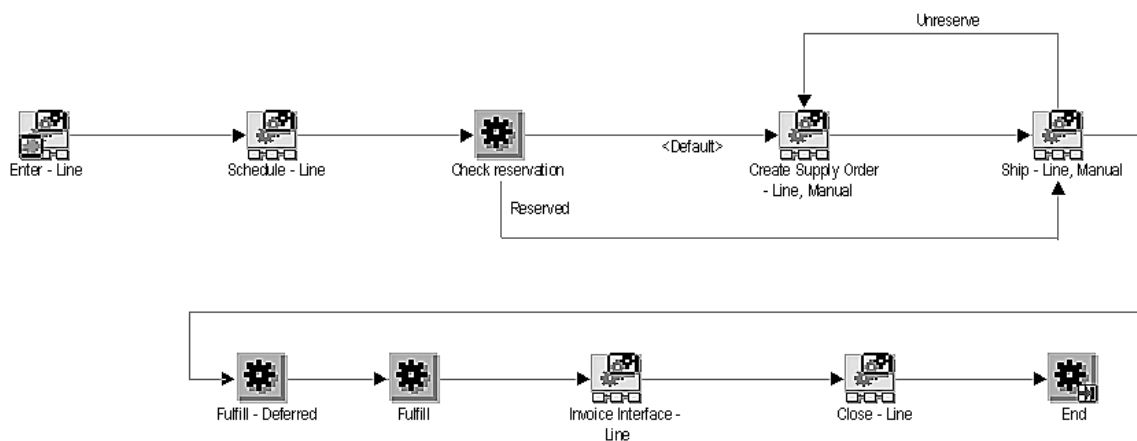 Unreserve
Enter - Line
Schedule - Line
Check reservation
<Default>
Create Supply Order
- Line, Manual
Ship - Line, Manual
Reserved
Fulfill - Deferred
Fulfill
Invoice Interface -
Line
Close - Line
End